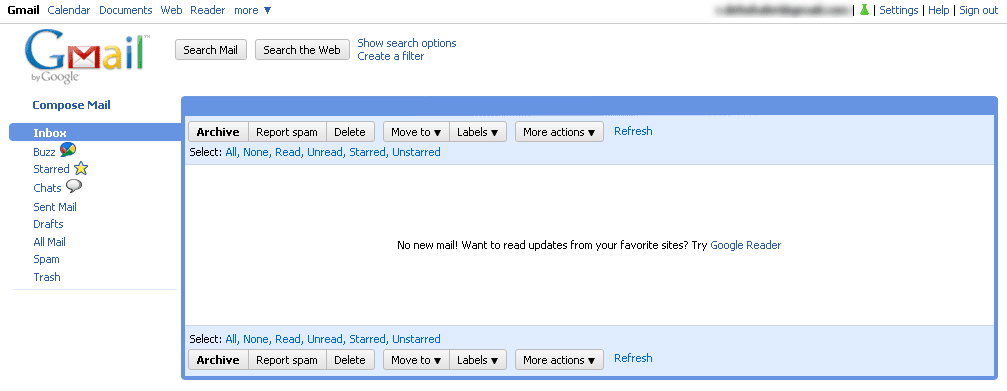 Gmail Calendar Documents Web Reader more ▼ | Settings | Help | Sign out
Gmail™
by Google
Search Mail Search the Web Show search options
Create a filter
Compose Mail
Inbox
Buzz
Starred
Chats
Sent Mail
Drafts
All Mail
Spam
Trash
Archive Report spam Delete Move to ▼ Labels ▼ More actions ▼ Refresh
Select: All, None, Read, Unread, Starred, Unstarred
No new mail! Want to read updates from your favorite sites? Try Google Reader
Select: All, None, Read, Unread, Starred, Unstarred
Archive Report spam Delete Move to ▼ Labels ▼ More actions ▼ Refresh